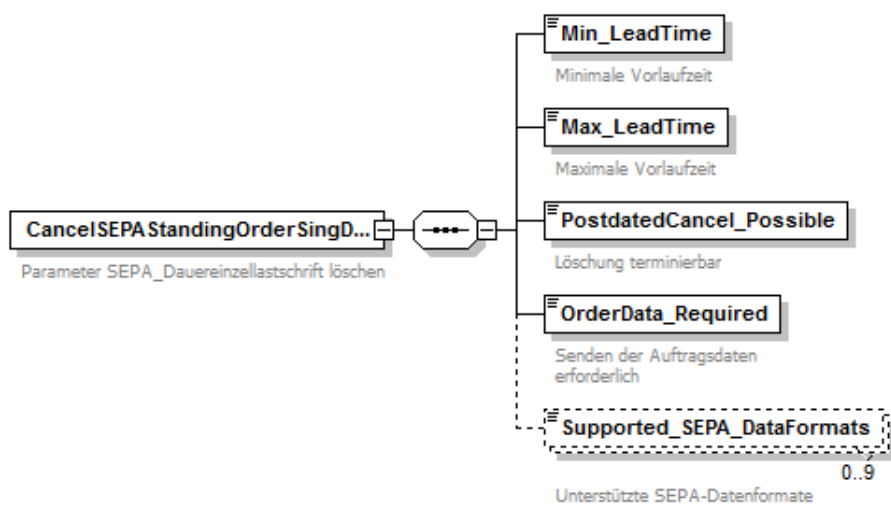 Min_LeadTime
Minimale Vorlaufzeit
Max_LeadTime
Maximale Vorlaufzeit
CancelSEPAStandingOrderSingD...
Parameter SEPA_Dauereinzellastschrift löschen
PostdatedCancel_Possible
Löschung terminierbar
OrderData_Required
Senden der Auftragsdaten
erforderlich
Supported_SEPA_DataFormats
0..9
Unterstützte SEPA-Datenformate